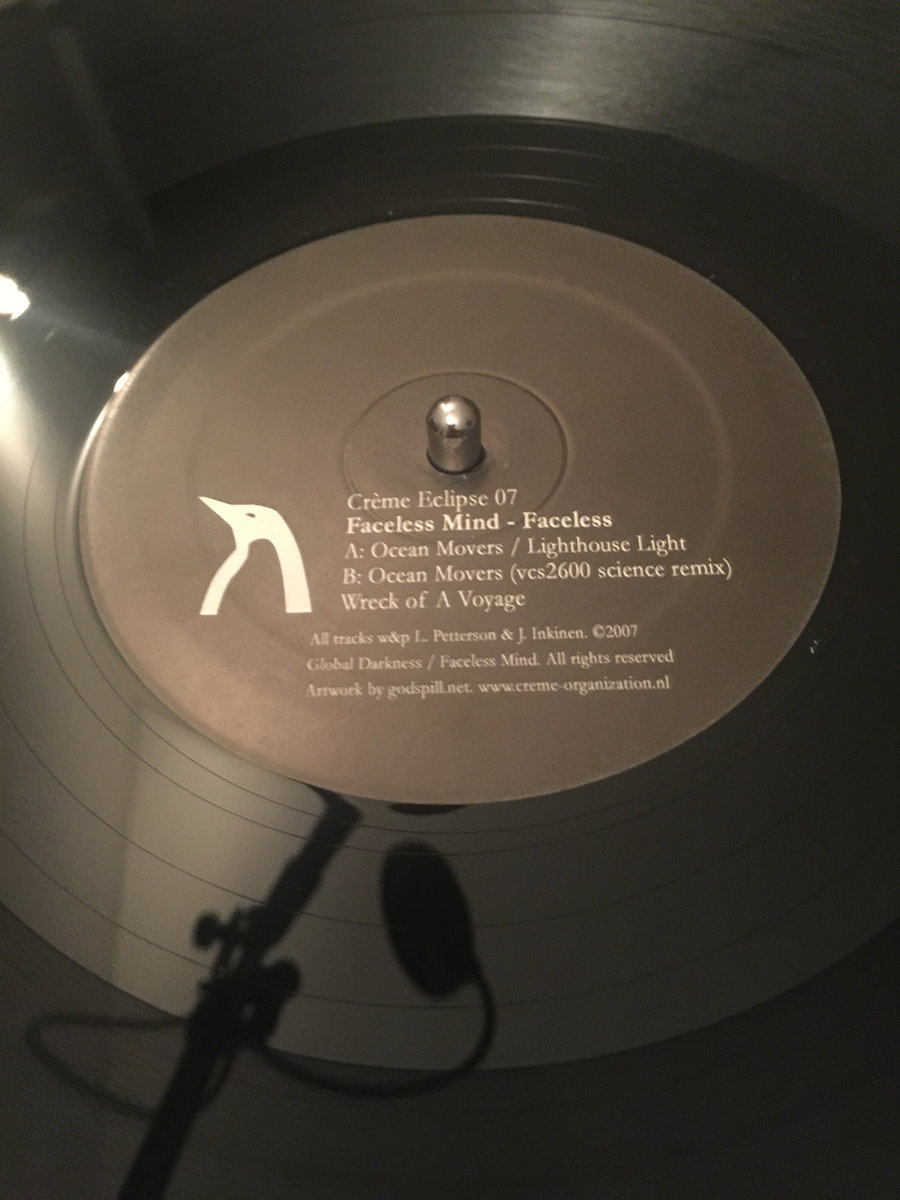 Crème Eclipse 07
Faceless Mind - Faceless
A: Ocean Movers / Lighthouse Light
B: Ocean Movers (vcs2600 science remix)
Wreck of A Voyage
All tracks w&p L. Petterson & J. Inkinen. ©2007
Global Darkness / Faceless Mind. All rights reserved
Artwork by godspill.net. www.creme-organization.nl